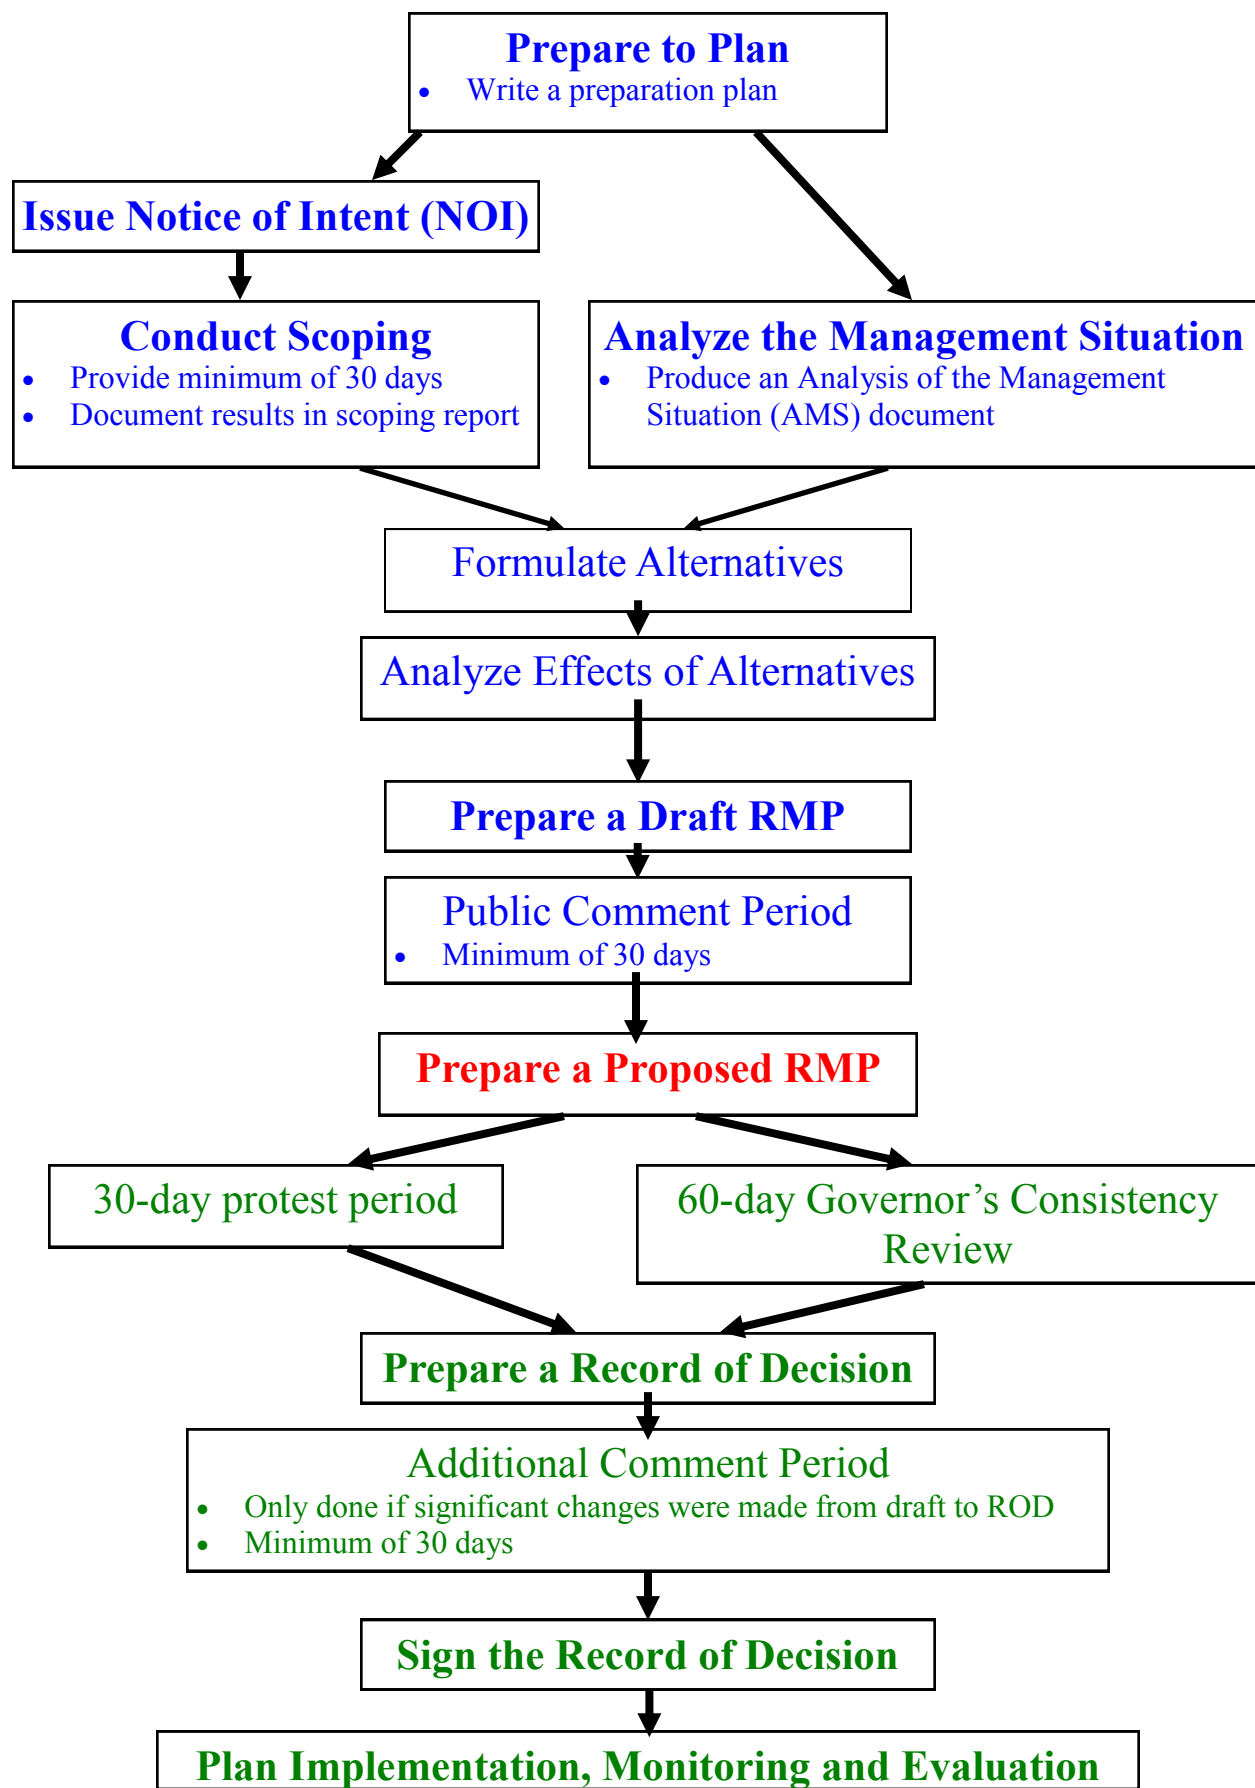 Prepare to Plan
• Write a preparation plan
Issue Notice of Intent (NOI)
Conduct Scoping
• Provide minimum of 30 days
• Document results in scoping report
Analyze the Management Situation
• Produce an Analysis of the Management
Situation (AMS) document
Formulate Alternatives
Analyze Effects of Alternatives
Prepare a Draft RMP
Public Comment Period
• Minimum of 30 days
Prepare a Proposed RMP
30-day protest period
60-day Governor’s Consistency
Review
Prepare a Record of Decision
Additional Comment Period
• Only done if significant changes were made from draft to ROD
• Minimum of 30 days
Sign the Record of Decision
Plan Implementation, Monitoring and Evaluation